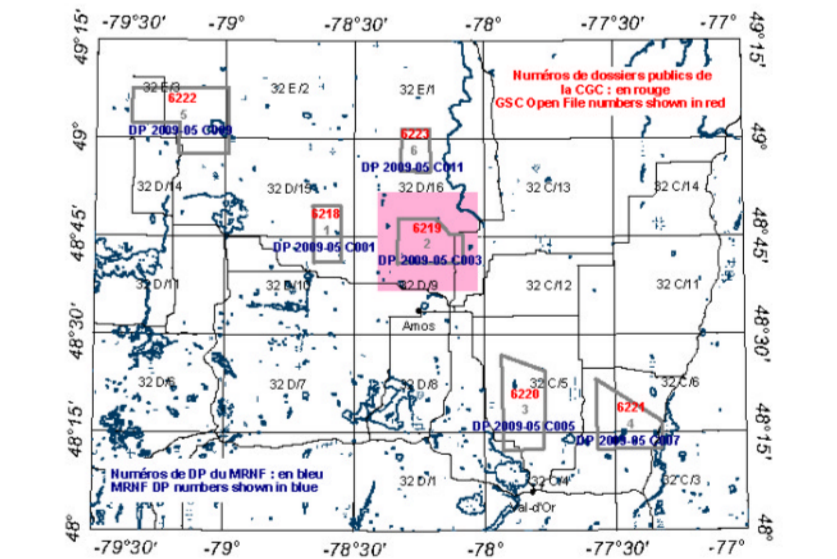 -79°30' -79° -78°30' -78° -77°30' -77°
49°15' 49°15'
Numéros de dossiers publics de
la CGC : en rouge
GSC Open File numbers shown in red
32 E/3 32 E/2 32 E/1
6222
5
DP 2009-05 C009
49° 49°
6223
6
DP 2009-05 C011
32 D/14 32 D/15 32 D/16 32 C/13 32 C/14
6218
1
DP 2009-05 C001
6219
2
DP 2009-05 C003
48°45' 48°45'
32 D/11 32 D/10 32 D/9 32 C/12 32 C/11
Amos
48°30' 48°30'
32 D/6 32 D/7 32 D/8 32 C/5 32 C/6
6220
3
DP 2009-05 C005
6221
4
DP 2009-05 C007
48°15' 48°15'
Numéros de DP du MRNF : en bleu
MRNF DP numbers shown in blue
32 D/1 32 C/4 32 C/3
Val-d'Or
48° 48°
-79°30' -79° -78°30' -78° -77°30' -77°